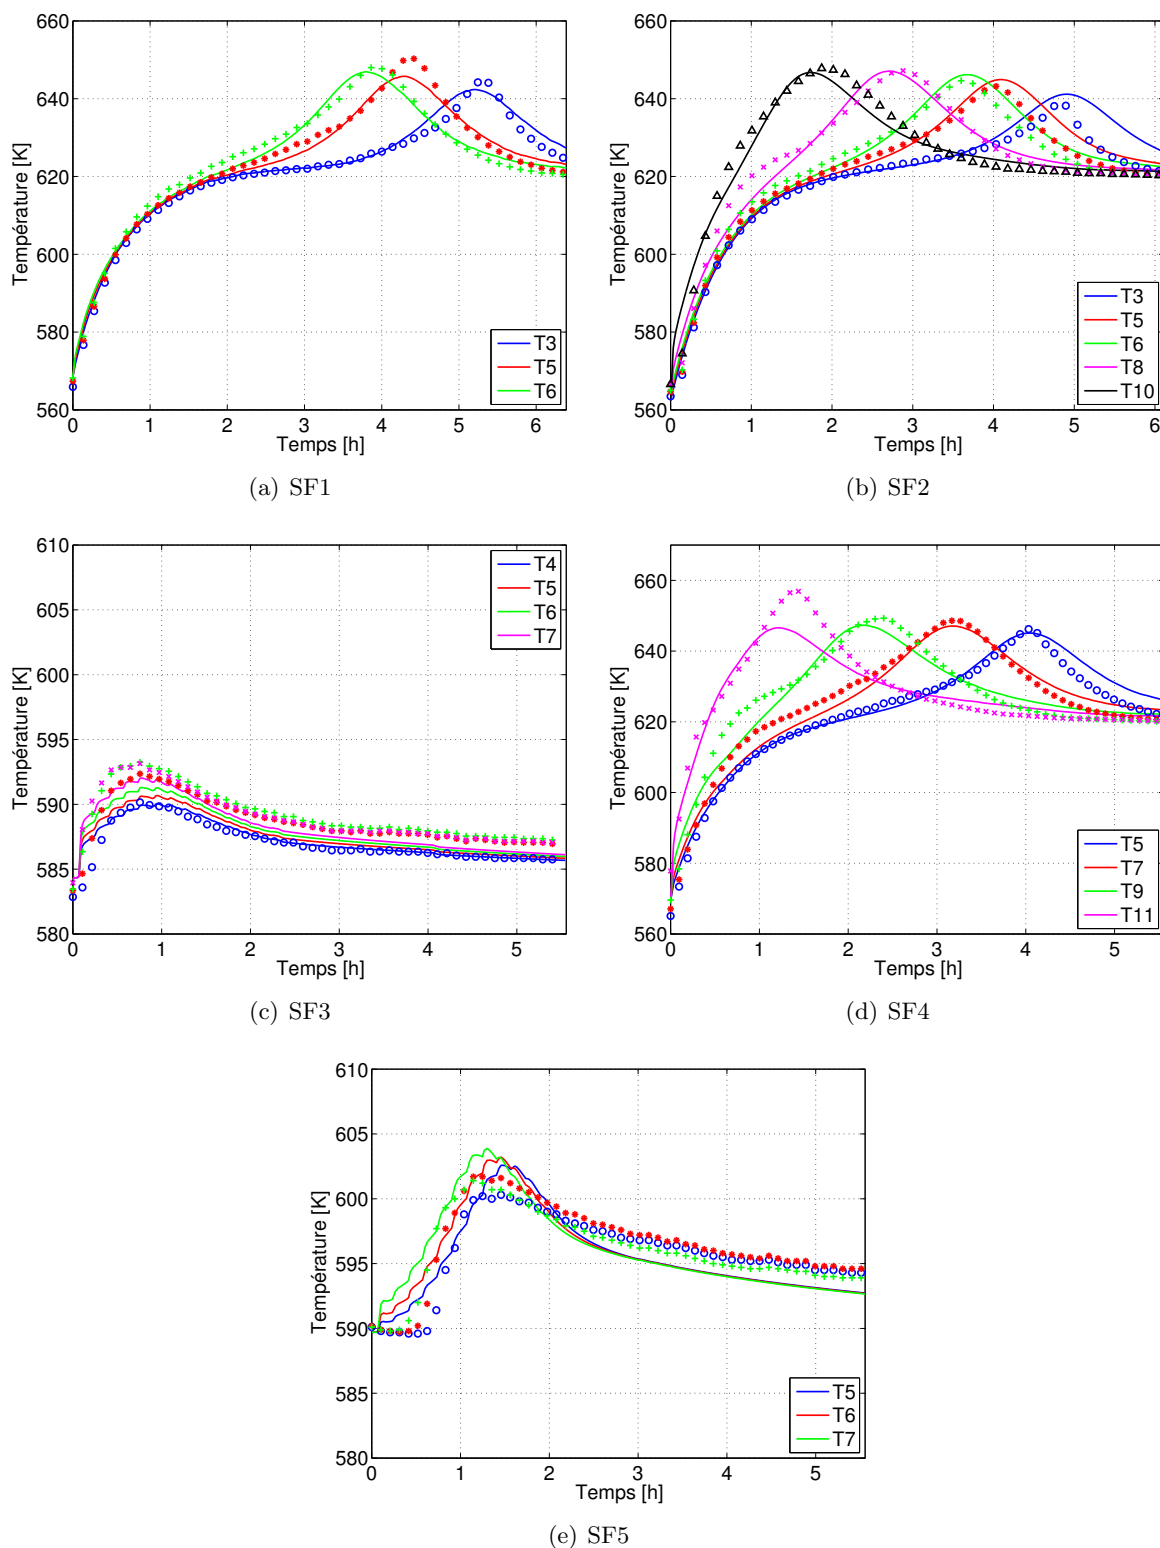 660
640
620
600
580
560
Température [K]
0 1 2 3 4 5 6
Temps [h]
T3
T5
T6
(a) SF1
660
640
620
600
580
560
Température [K]
0 1 2 3 4 5 6
Temps [h]
T3
T5
T6
T8
T10
(b) SF2
610
605
600
595
590
585
580
Température [K]
0 1 2 3 4 5
Temps [h]
T4
T5
T6
T7
(c) SF3
660
640
620
600
580
560
Température [K]
0 1 2 3 4 5
Temps [h]
T5
T7
T9
T11
(d) SF4
610
605
600
595
590
585
580
Température [K]
0 1 2 3 4 5
Temps [h]
T5
T6
T7
(e) SF5